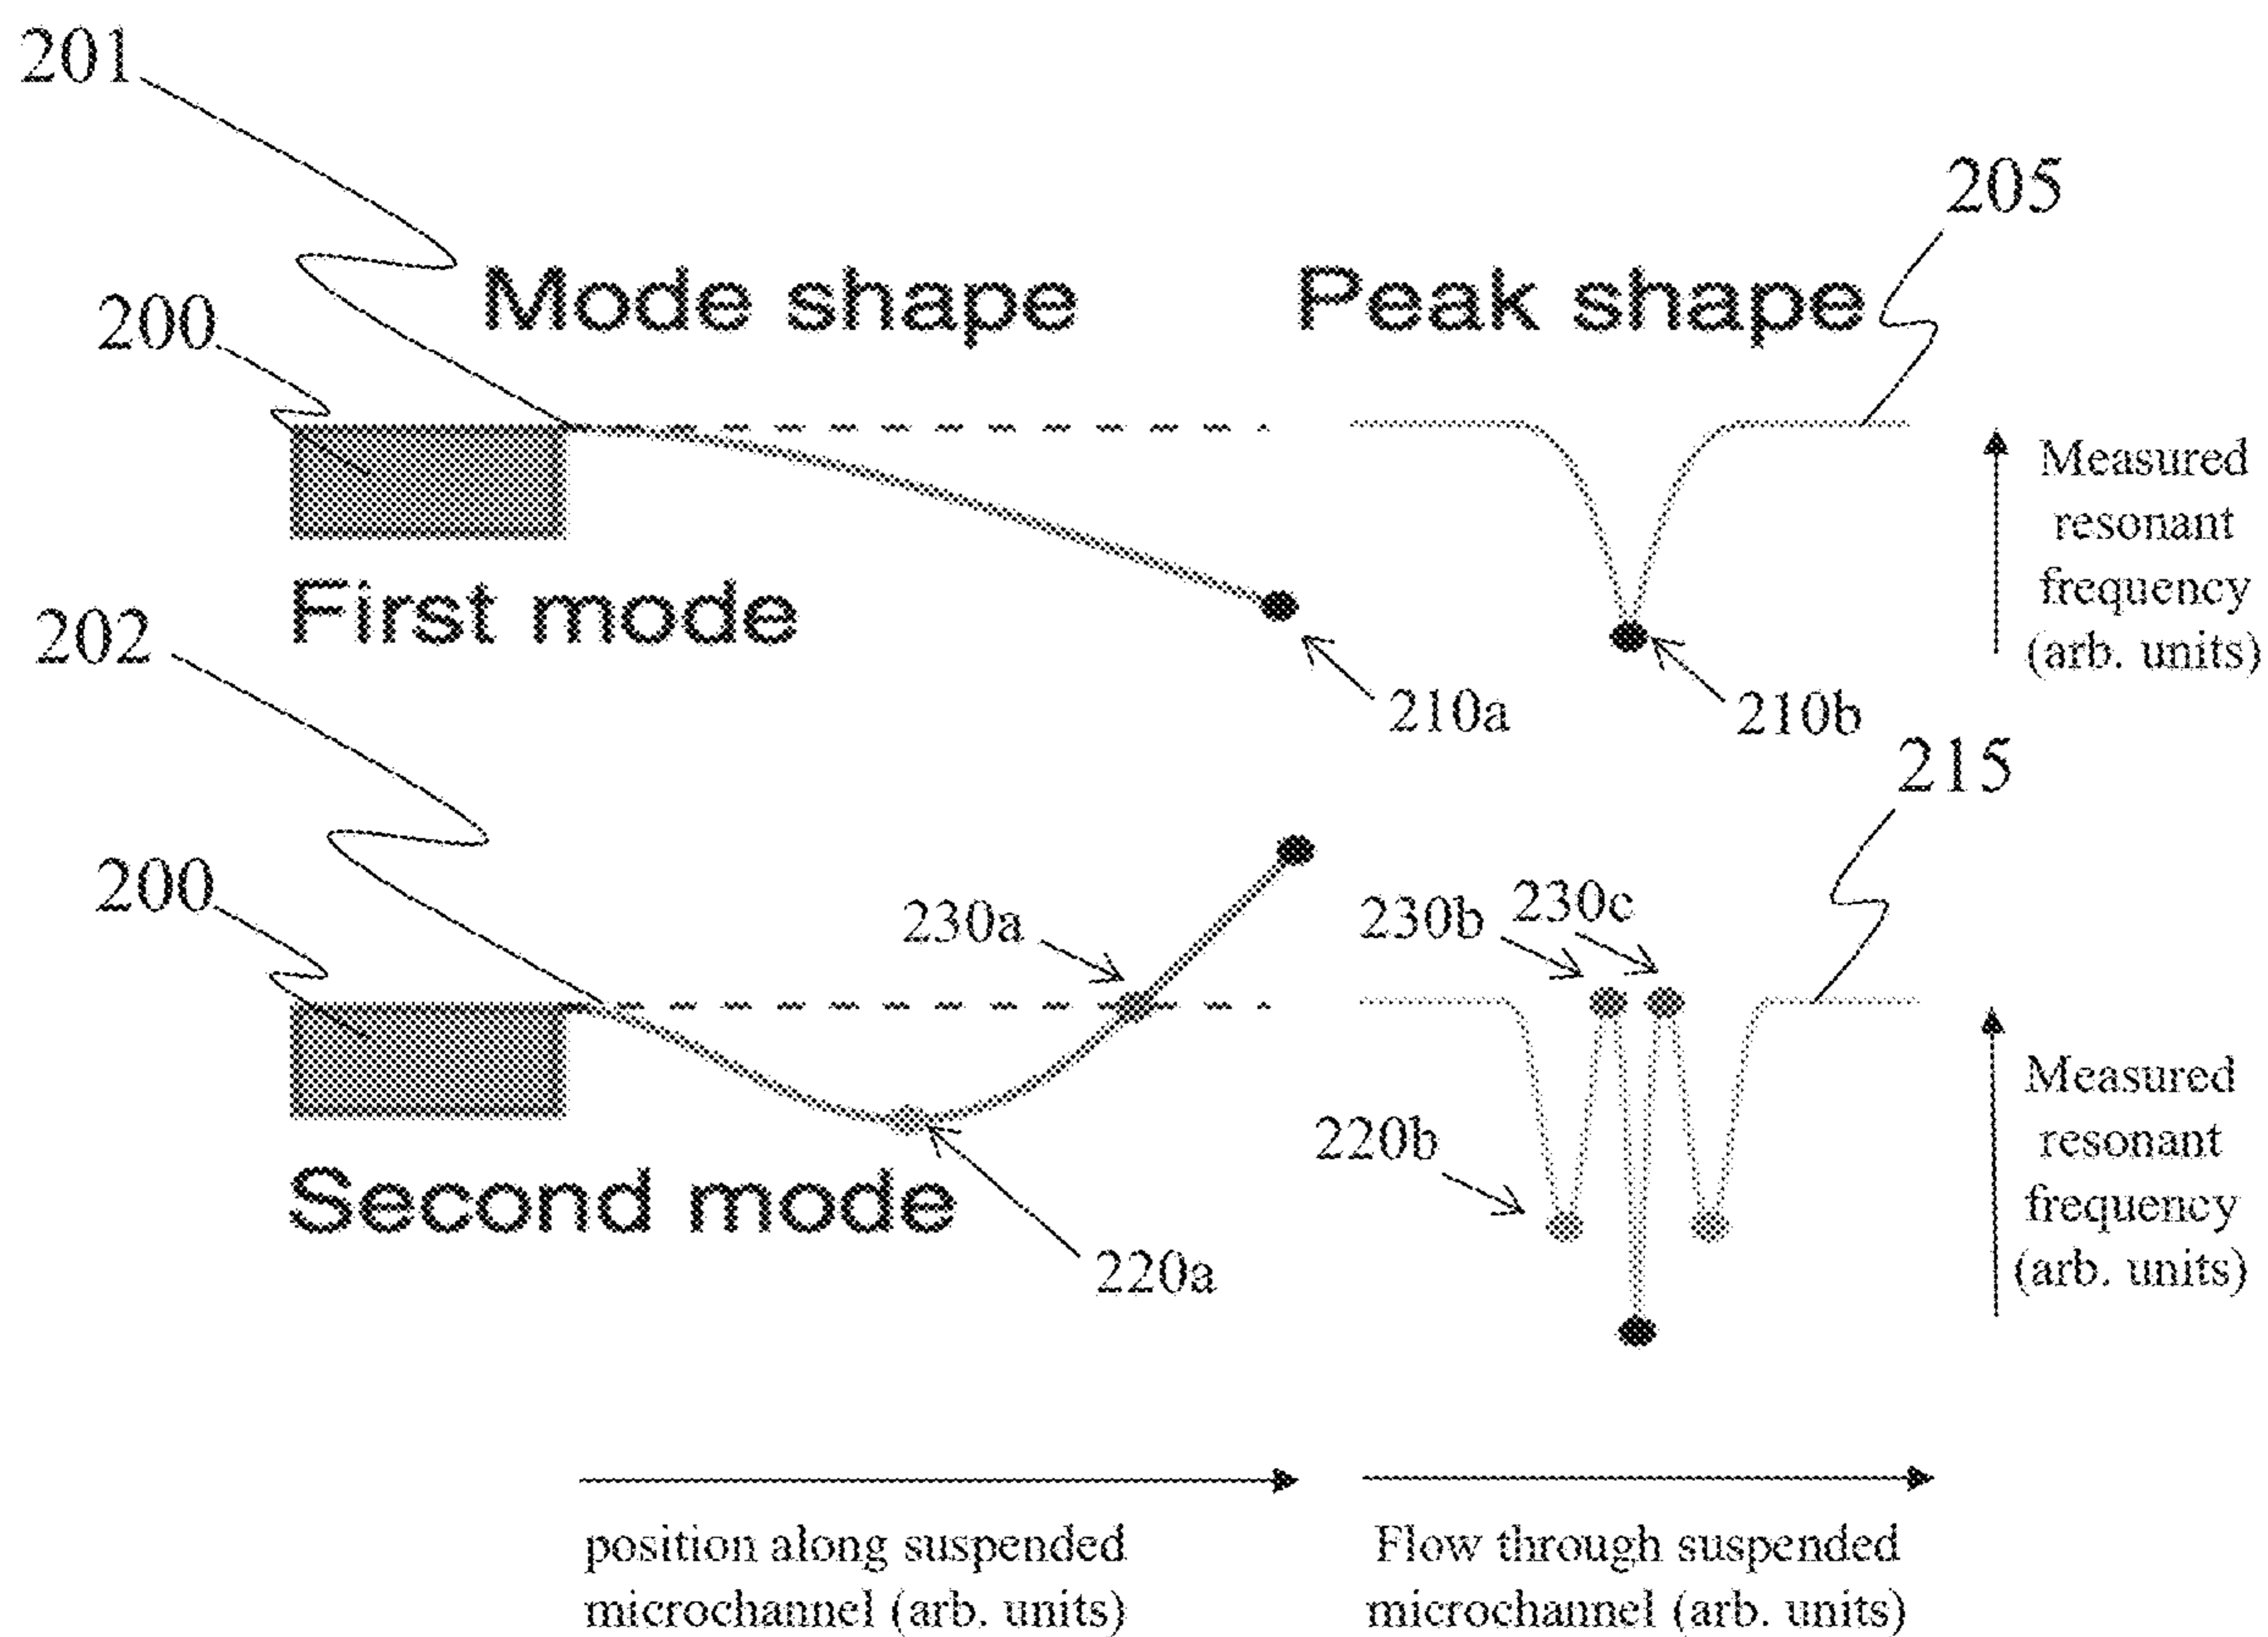 201
205
Mode shape
Peak shape
200
Measured
resonant
frequency
(arb. units)
First mode
202
210a
210b
215
200
230a
230b
230c
Measured
resonant
frequency
(arb. units)
220b
Second mode
220a
position along suspended
microchannel (arb. units)
Flow through suspended
microchannel (arb. units)